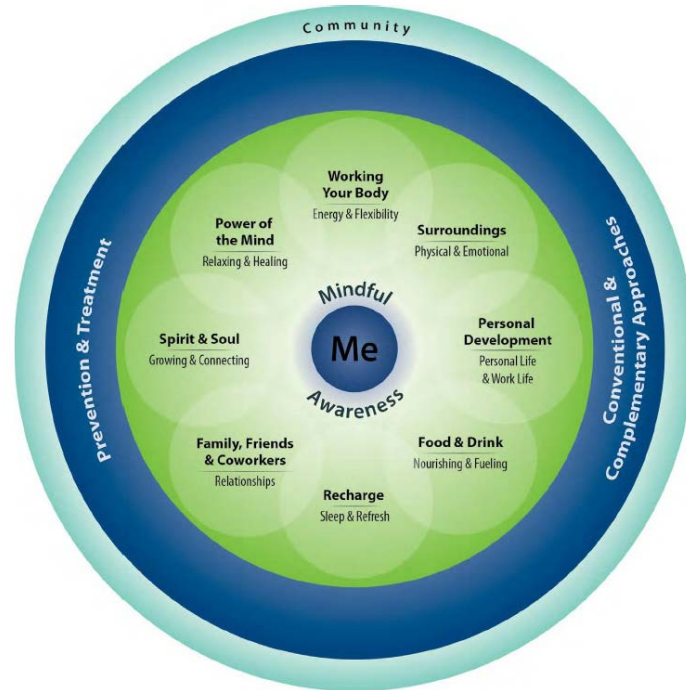 Community
Working
Your Body
Energy & Flexibility
Power of
the Mind
Relaxing & Healing
Surroundings
Physical & Emotional
Mindful
Me
Awareness
Spirit & Soul
Growing & Connecting
Personal
Development
Personal Life
& Work Life
Prevention & Treatment
Conventional &
Complementary Approaches
Family, Friends
& Coworkers
Relationships
Food & Drink
Nourishing & Fueling
Recharge
Sleep & Refresh